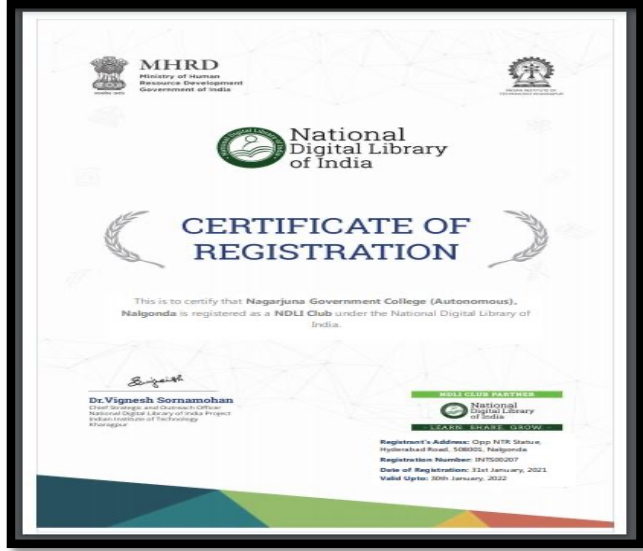 MHRD
Ministry of Human
Resource Development
Government of India
National
Digital Library
of India
CERTIFICATE OF
REGISTRATION
This is to certify that Nagarjuna Government College (Autonomous),
Nalgonda is registered as a NDLI Club under the National Digital Library of
India.
Dr.Vignesh Sornamohan
Chief Strategic and Outreach Officer
National Digital Library of India Project
Indian Institute of Technology
Kharagpur
NDLI CLUB PARTNER
National
Digital Library
of India
LEARN SHARE GROW
Registrant's Address: Opp NTR Statue,
Hyderabad Road, 508001, Nalgonda
Registration Number: INTS00207
Date of Registration: 31st January, 2021
Valid Upto: 30th January, 2022